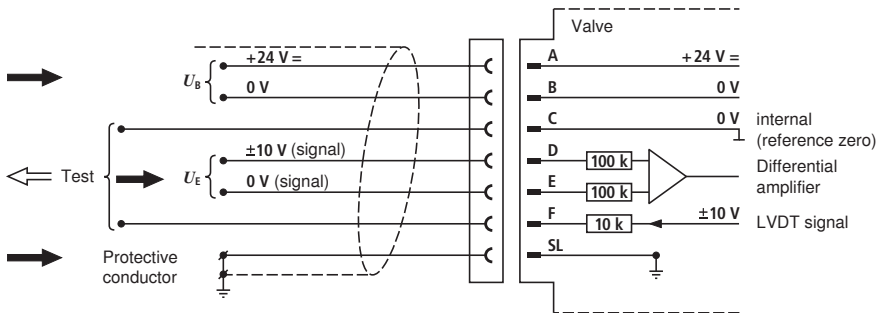 Valve
+24 V =
A
+24 V =
U_B
0 V
B
0 V
C
0 V
internal
(reference zero)
±10 V (signal)
D
100 k
Test
U_E
Differential
amplifier
0 V (signal)
E
100 k
F
10 k
±10 V
LVDT signal
Protective
conductor
SL